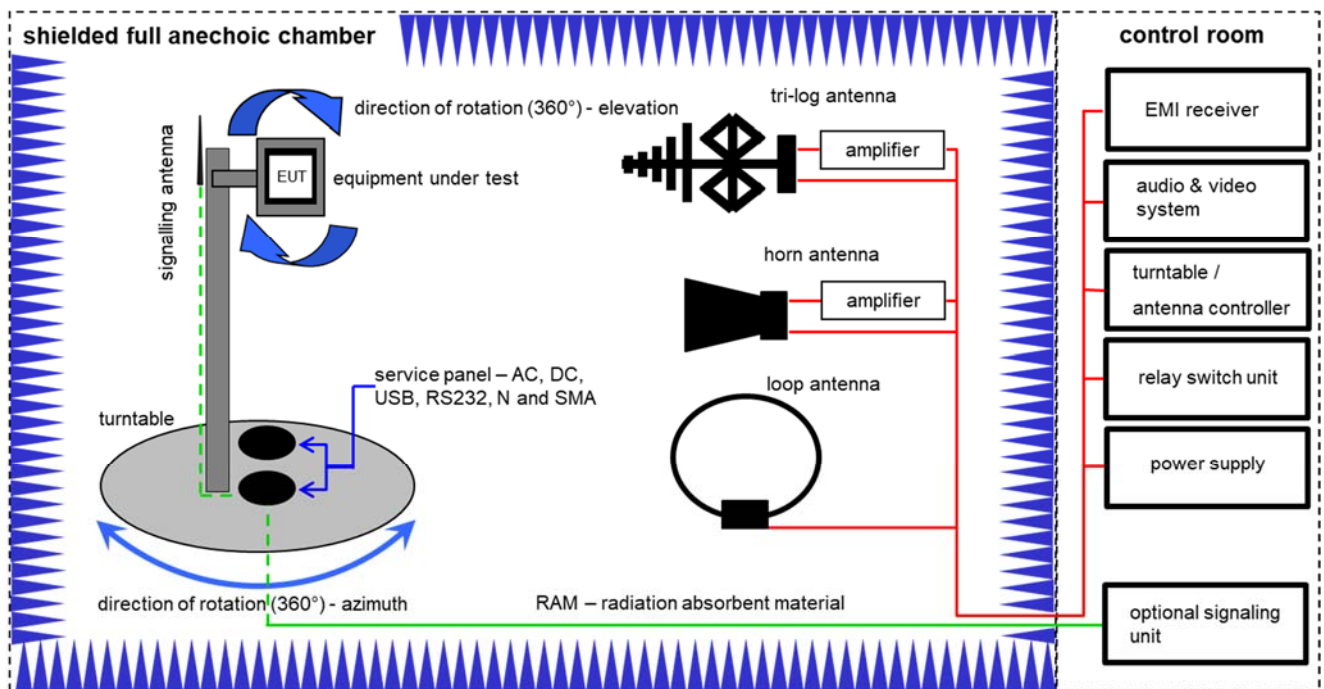 shielded full anechoic chamber
control room
direction of rotation (360°) - elevation
signalling antenna
EUT
equipment under test
tri-log antenna
amplifier
horn antenna
amplifier
loop antenna
service panel – AC, DC,
USB, RS232, N and SMA
turntable
direction of rotation (360°) - azimuth
RAM – radiation absorbent material
EMI receiver
audio & video
system
turntable /
antenna controller
relay switch unit
power supply
optional signaling
unit